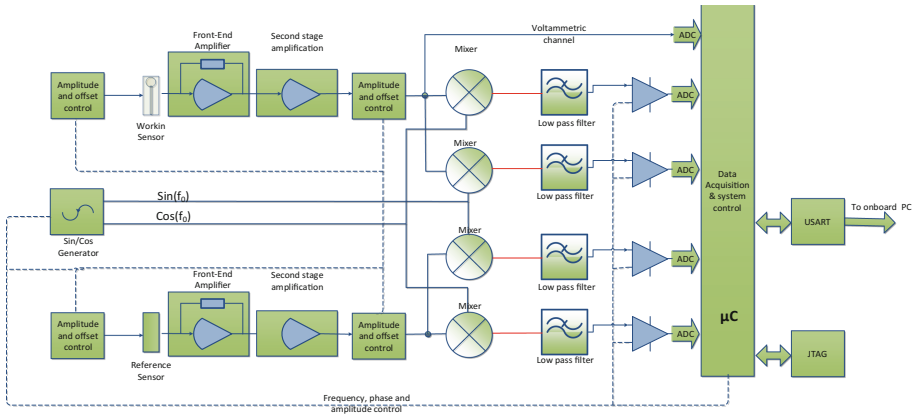 Voltammetric
channel
ADC
Front-End
Amplifier
Second stage
amplification
Mixer
Amplitude
and offset
control
Workin
Sensor
Amplitude
and offset
control
Low pass filter
ADC
Mixer
Low pass filter
ADC
Data
Acquisition
& system
control
Sin(f0)
Cos(f0)
Sin/Cos
Generator
Mixer
Low pass filter
ADC
To onboard PC
USART
Front-End
Amplifier
Second stage
amplification
Mixer
Amplitude
and offset
control
Reference
Sensor
Amplitude
and offset
control
Low pass filter
ADC
µC
JTAG
Frequency, phase and
amplitude control